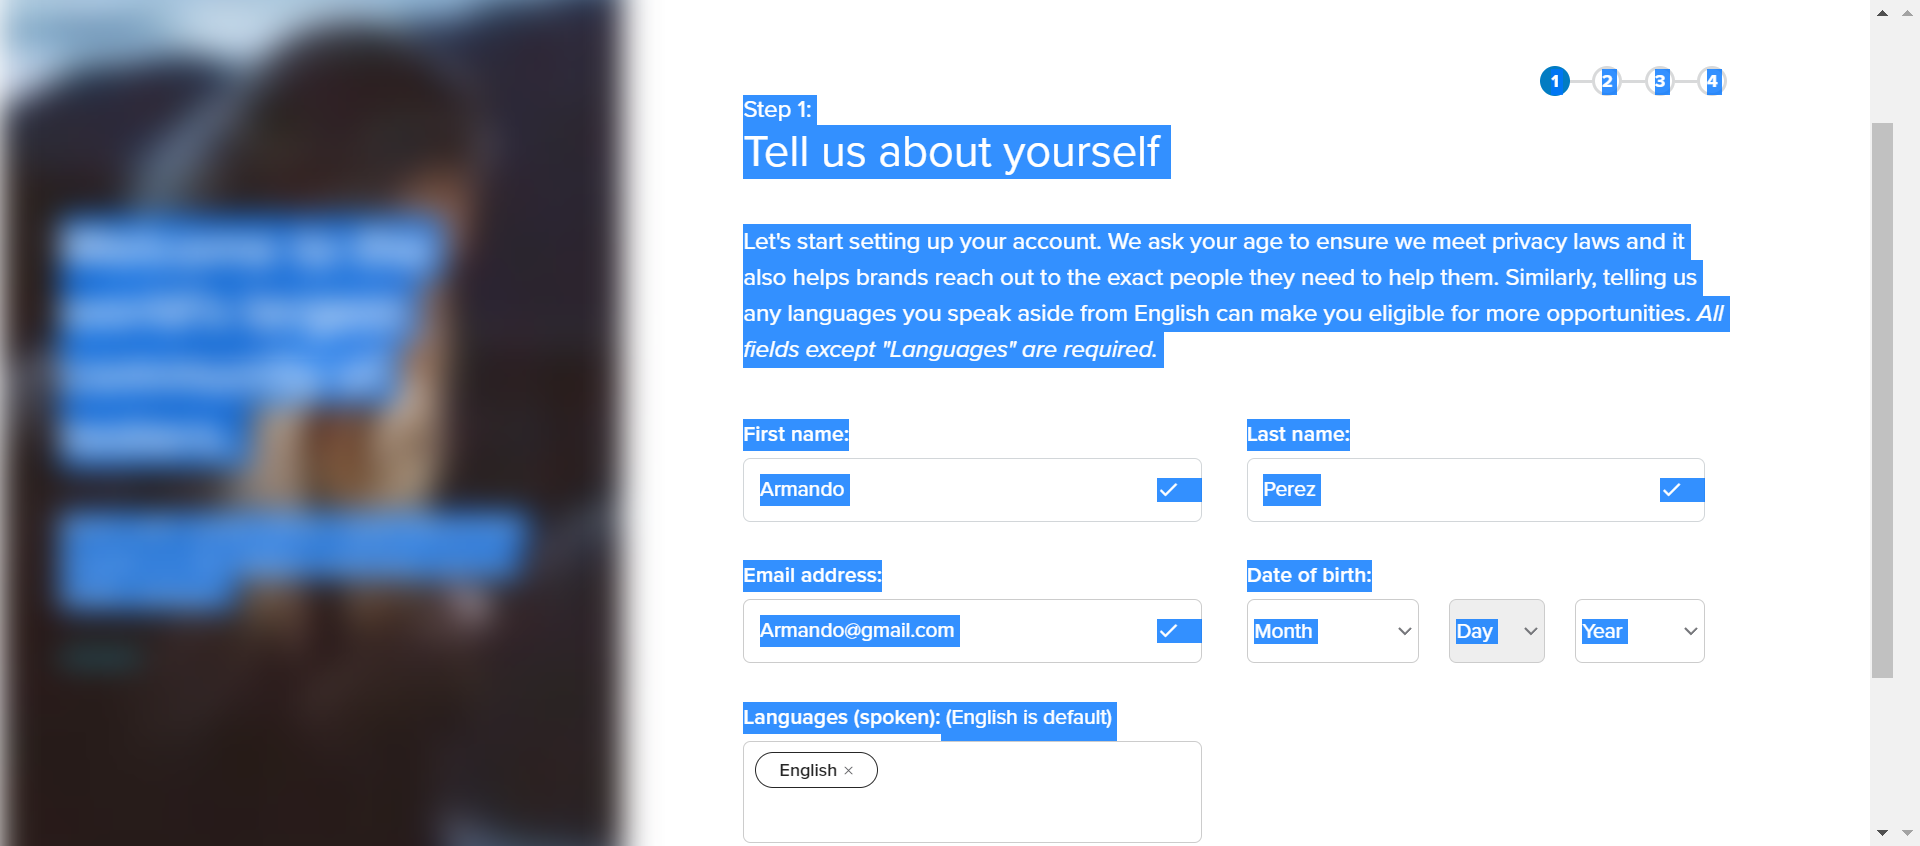 1 2 3 4
Step 1:
Tell us about yourself
Let's start setting up your account. We ask your age to ensure we meet privacy laws and it
also helps brands reach out to the exact people they need to help them. Similarly, telling us
any languages you speak aside from English can make you eligible for more opportunities. All
fields except "Languages" are required.
First name:
Last name:
Armando
Perez
Email address:
Date of birth:
Armando@gmail.com
Month
Day
Year
Languages (spoken): (English is default)
English ×